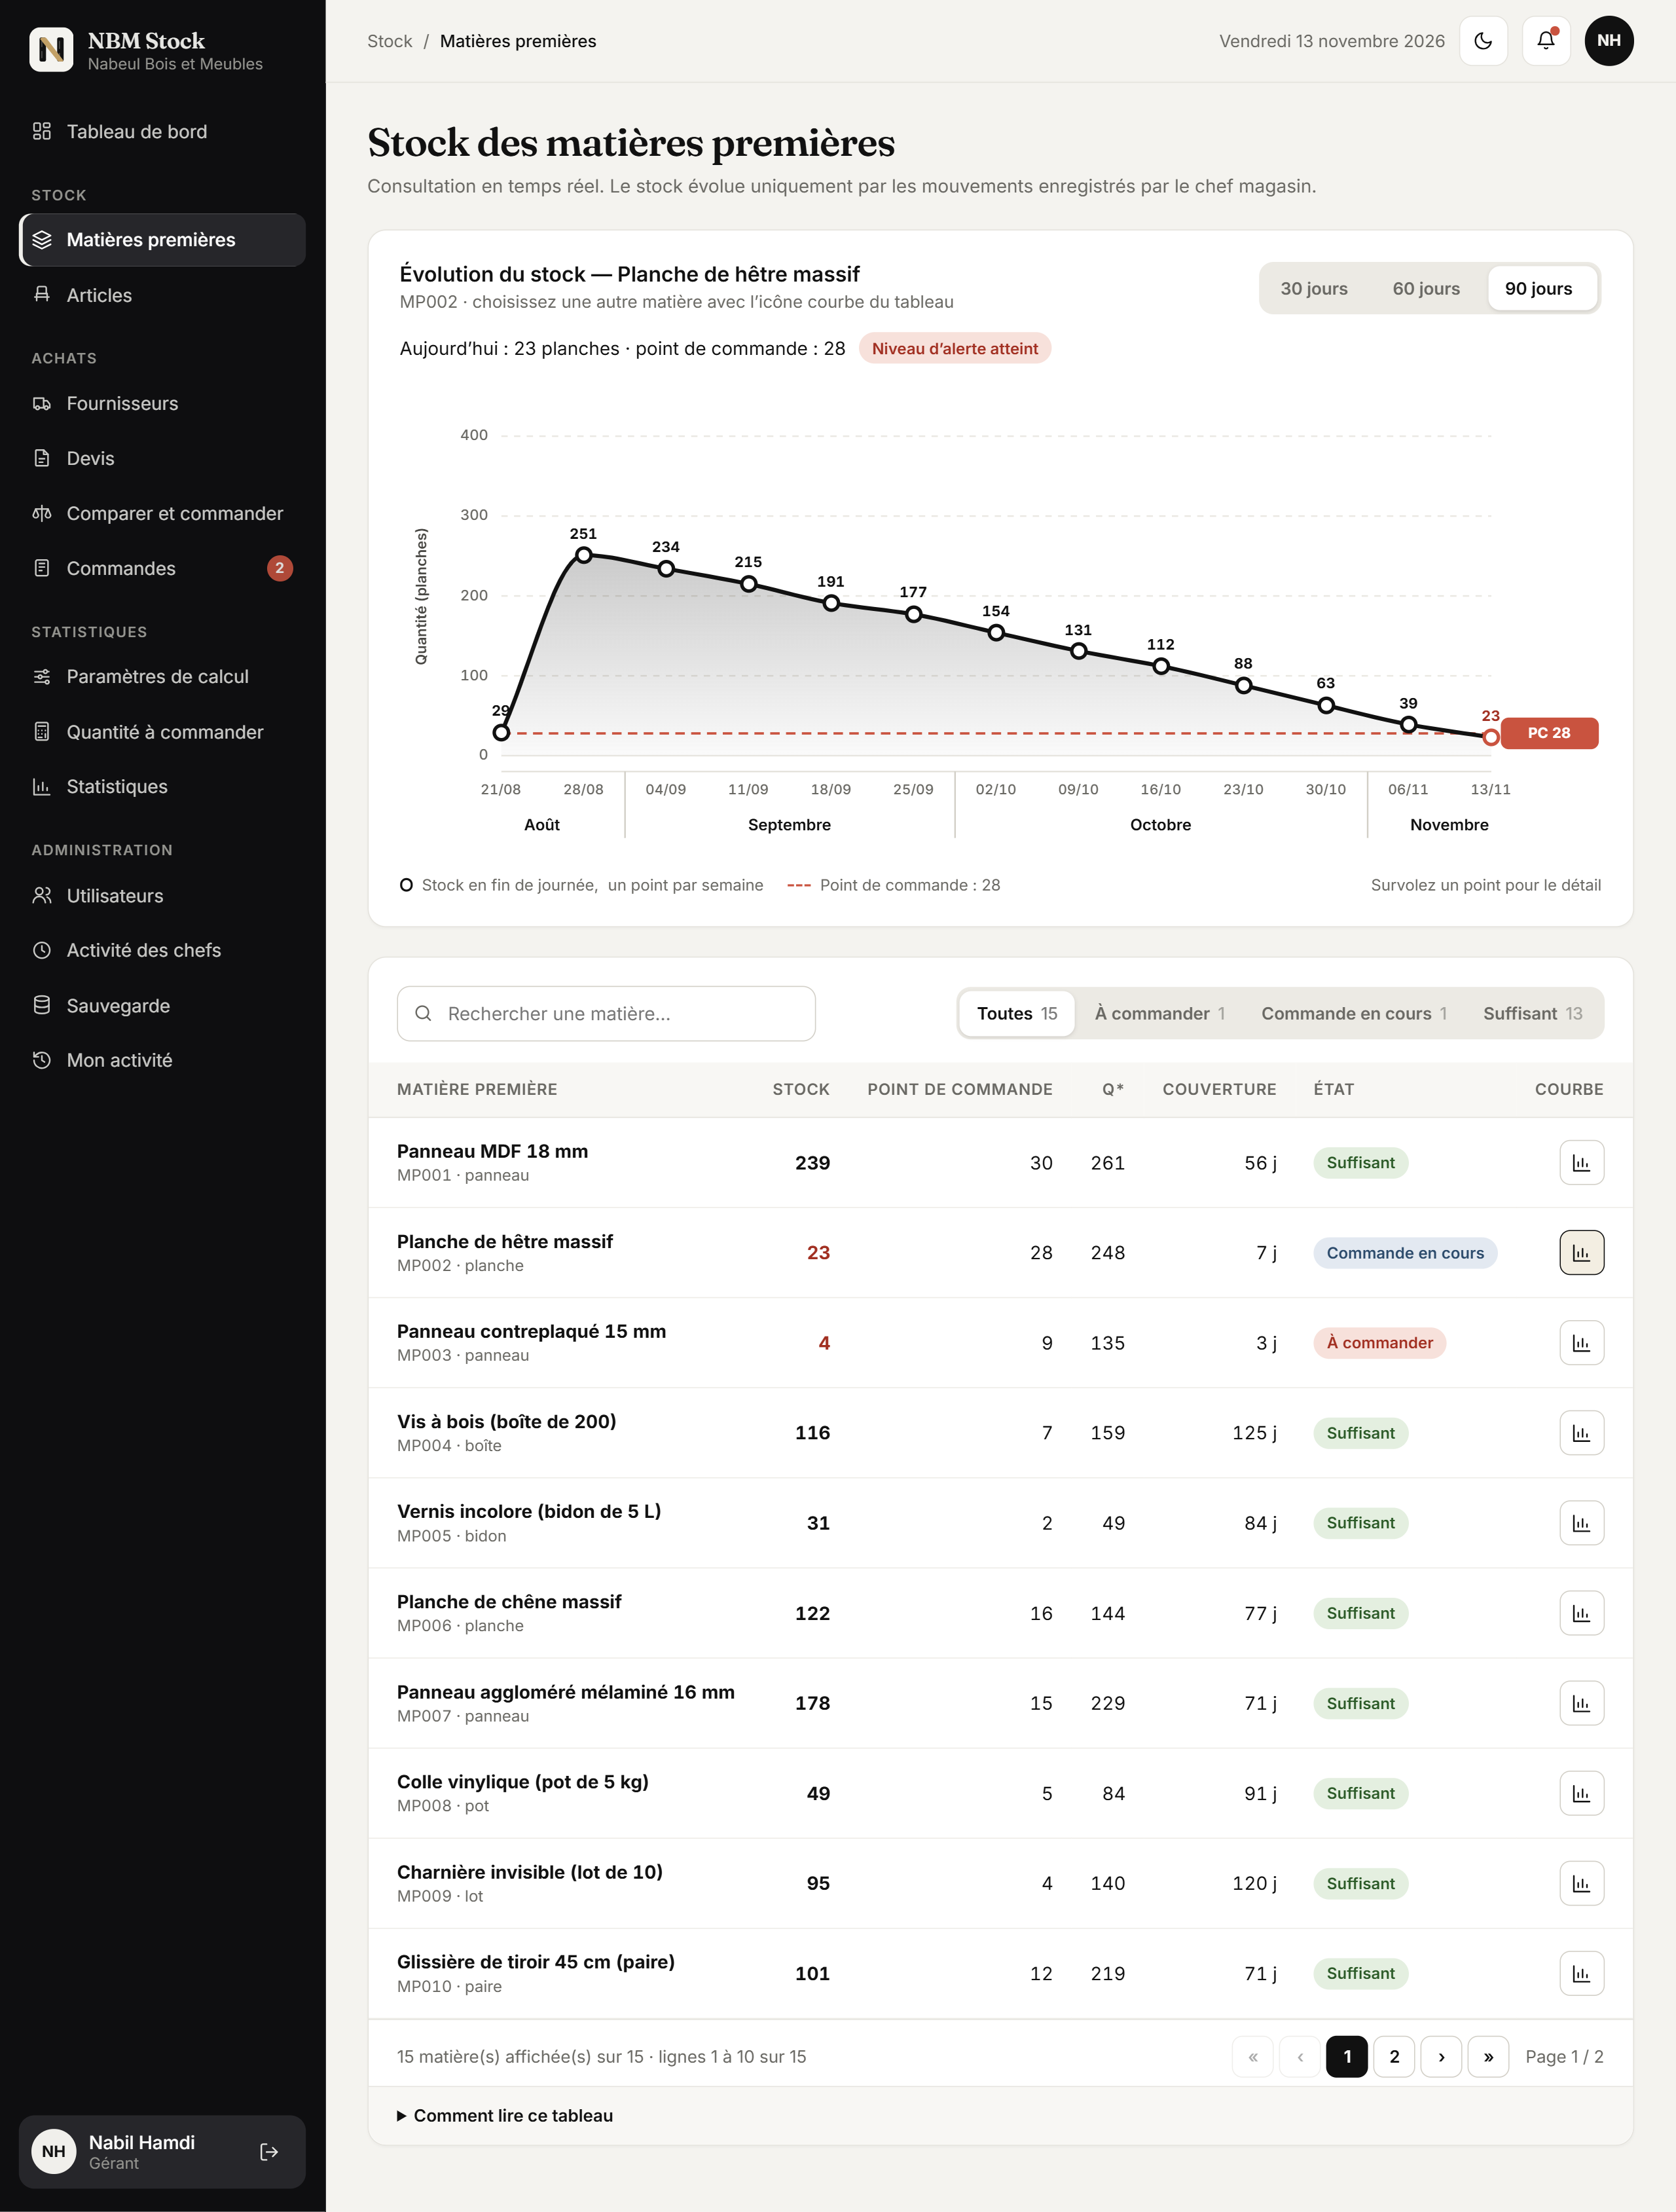 NBM Stock
Nabeul Bois et Meubles
Tableau de bord
STOCK
Matières premières
Articles
ACHATS
Fournisseurs
Devis
Comparer et commander
Commandes 2
STATISTIQUES
Paramètres de calcul
Quantité à commander
Statistiques
ADMINISTRATION
Utilisateurs
Activité des chefs
Sauvegarde
Mon activité
NH
Nabil Hamdi
Gérant
Stock / Matières premières
Vendredi 13 novembre 2026
NH
Stock des matières premières
Consultation en temps réel. Le stock évolue uniquement par les mouvements enregistrés par le chef magasin.
Évolution du stock — Planche de hêtre massif
MP002 · choisissez une autre matière avec l’icône courbe du tableau
30 jours 60 jours 90 jours
Aujourd’hui : 23 planches · point de commande : 28 Niveau d’alerte atteint
Quantité (planches)
400
300
200
100
0
29 251 234 215 191 177 154 131 112 88 63 39 23
PC 28
21/08 28/08 04/09 11/09 18/09 25/09 02/10 09/10 16/10 23/10 30/10 06/11 13/11
Août Septembre Octobre Novembre
Stock en fin de journée, un point par semaine Point de commande : 28 Survolez un point pour le détail
Rechercher une matière...
Toutes 15 À commander 1 Commande en cours 1 Suffisant 13
MATIÈRE PREMIÈRE STOCK POINT DE COMMANDE Q* COUVERTURE ÉTAT COURBE
Panneau MDF 18 mm 239 30 261 56 j Suffisant
MP001 · panneau
Planche de hêtre massif 23 28 248 7 j Commande en cours
MP002 · planche
Panneau contreplaqué 15 mm 4 9 135 3 j À commander
MP003 · panneau
Vis à bois (boîte de 200) 116 7 159 125 j Suffisant
MP004 · boîte
Vernis incolore (bidon de 5 L) 31 2 49 84 j Suffisant
MP005 · bidon
Planche de chêne massif 122 16 144 77 j Suffisant
MP006 · planche
Panneau aggloméré mélaminé 16 mm 178 15 229 71 j Suffisant
MP007 · panneau
Colle vinylique (pot de 5 kg) 49 5 84 91 j Suffisant
MP008 · pot
Charnière invisible (lot de 10) 95 4 140 120 j Suffisant
MP009 · lot
Glissière de tiroir 45 cm (paire) 101 12 219 71 j Suffisant
MP010 · paire
15 matière(s) affichée(s) sur 15 · lignes 1 à 10 sur 15
« ‹ 1 2 › » Page 1 / 2
Comment lire ce tableau